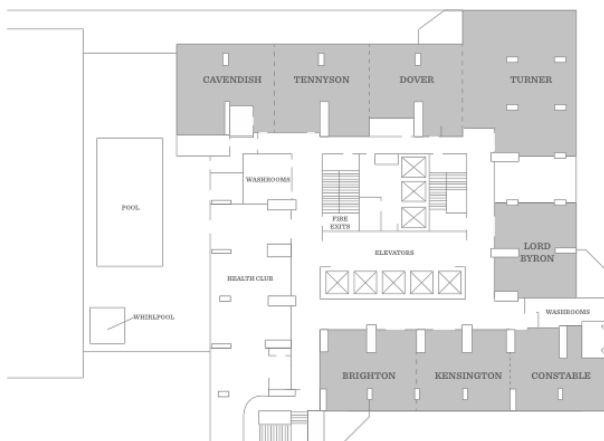 CAVENDISH
TENNYSON
DOVER
TURNER
WASHROOMS
POOL
FIRE
EXITS
LORD
BYRON
ELEVATORS
HEALTH CLUB
WHIRLPOOL
WASHROOMS
BRIGHTON
KENSINGTON
CONSTABLE